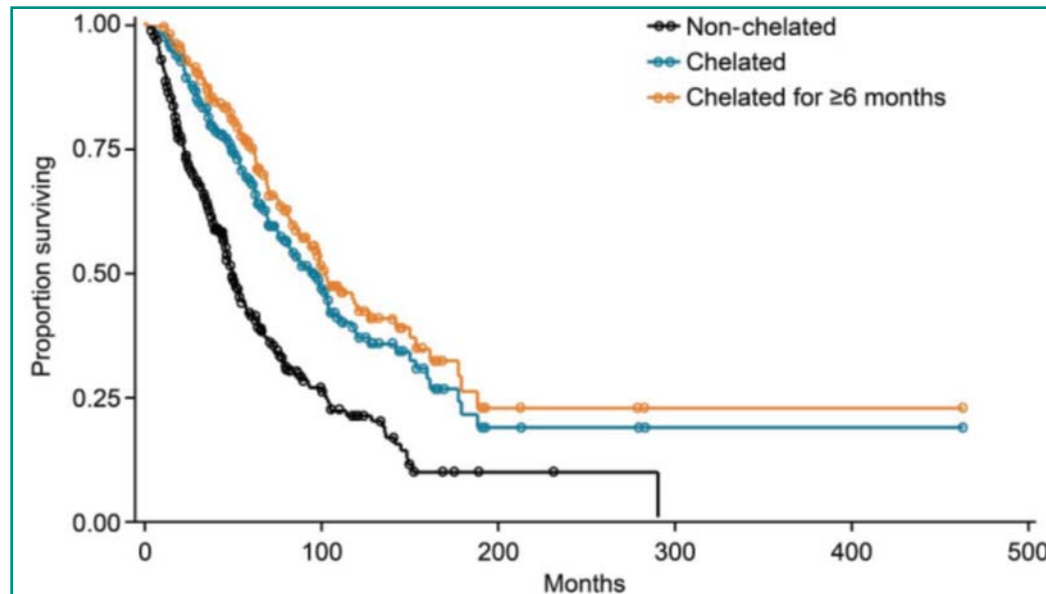 1.00
0.75
0.50
0.25
0.00
Proportion surviving
Non-chelated
Chelated
Chelated for ≥6 months
0 100 200 300 400 500
Months